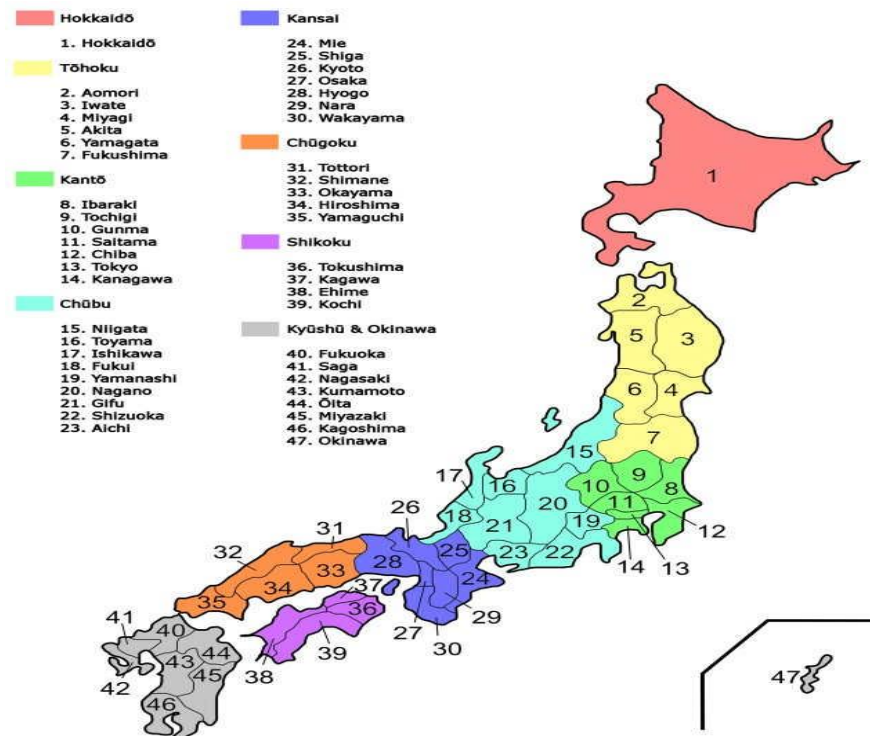 Hokkaidō
1. Hokkaidō
Tōhoku
2. Aomori
3. Iwate
4. Miyagi
5. Akita
6. Yamagata
7. Fukushima
Kantō
8. Ibaraki
9. Tochigi
10. Gunma
11. Saitama
12. Chiba
13. Tokyo
14. Kanagawa
Chūbu
15. Niigata
16. Toyama
17. Ishikawa
18. Fukui
19. Yamanashi
20. Nagano
21. Gifu
22. Shizuoka
23. Aichi
Kansai
24. Mie
25. Shiga
26. Kyoto
27. Osaka
28. Hyogo
29. Nara
30. Wakayama
Chūgoku
31. Tottori
32. Shimane
33. Okayama
34. Hiroshima
35. Yamaguchi
Shikoku
36. Tokushima
37. Kagawa
38. Ehime
39. Kochi
Kyūshū & Okinawa
40. Fukuoka
41. Saga
42. Nagasaki
43. Kumamoto
44. Ōita
45. Miyazaki
46. Kagoshima
47. Okinawa
1
2
5
3
6
4
7
15
17
16
10
9
8
11
20
18
21
19
12
26
31
25
23
22
14
13
32
28
33
24
34
37
35
36
29
41
40
27
30
43
44
39
42
45
38
46
47